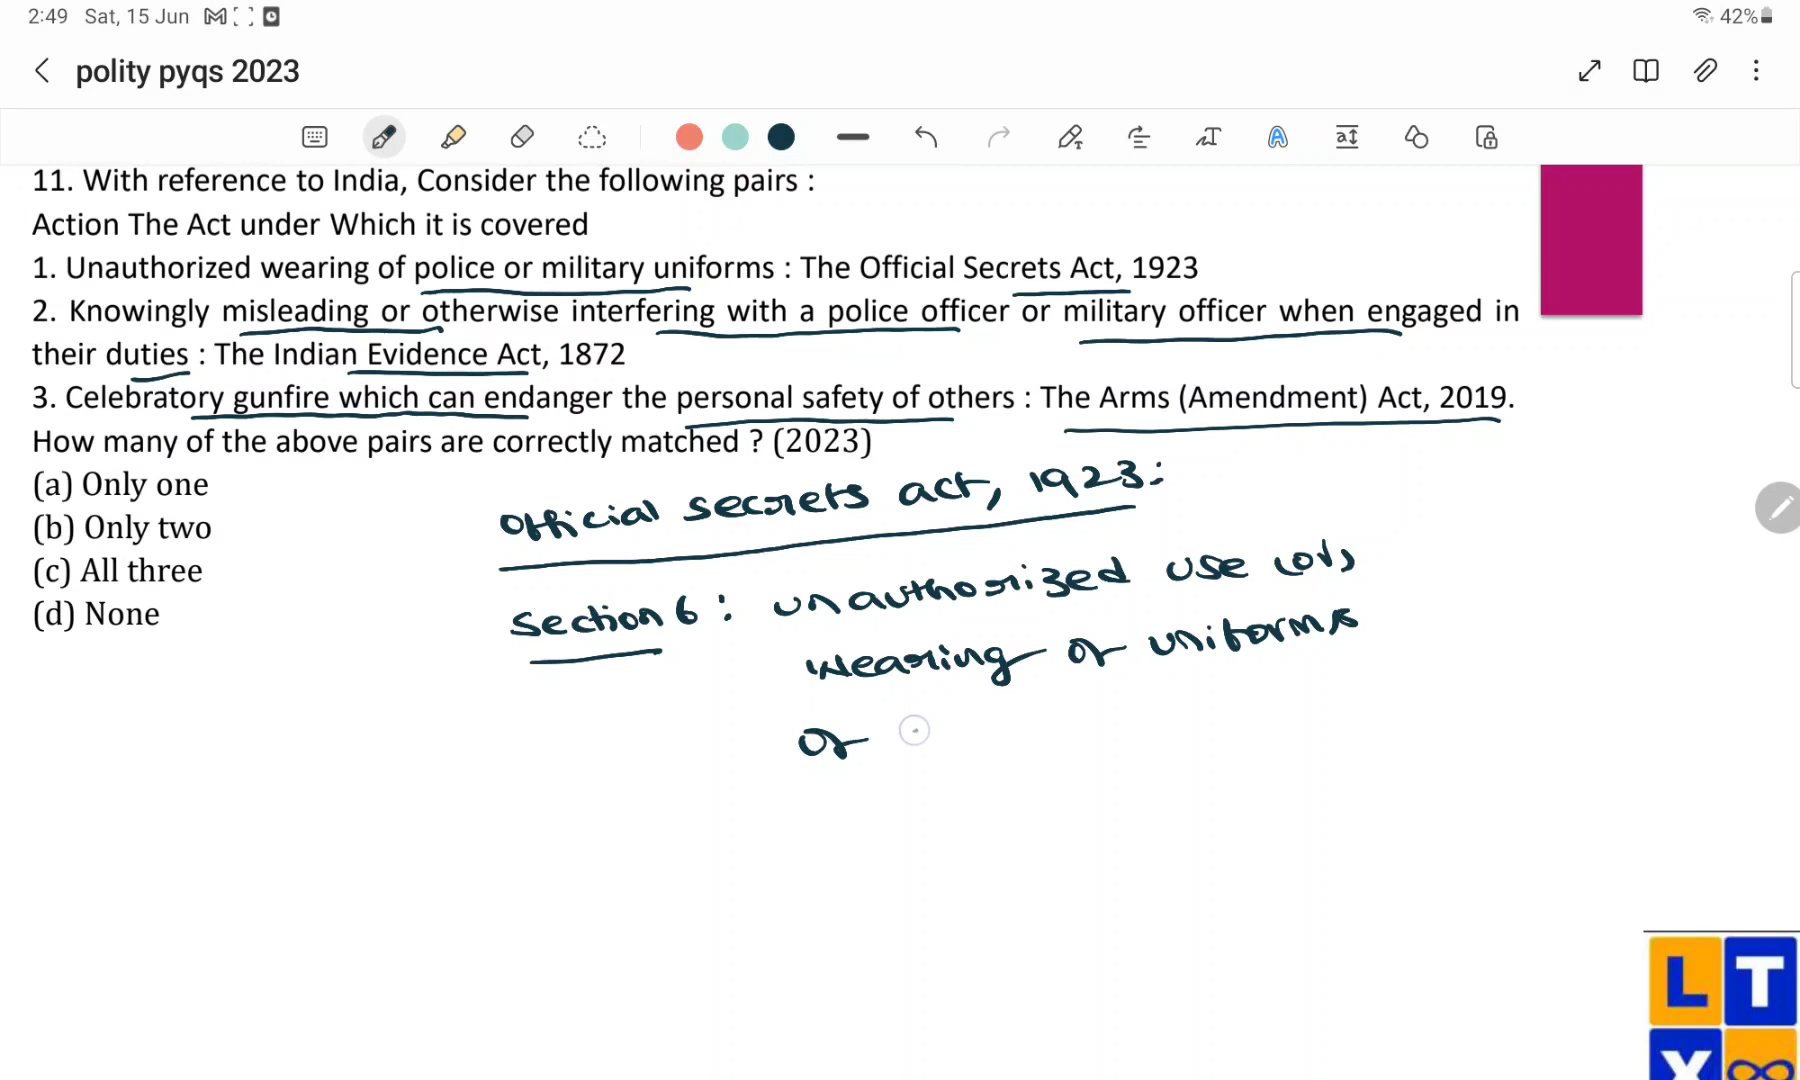 2:49 Sat, 15 Jun 42%
polity pyqs 2023
11. With reference to India, Consider the following pairs :
Action The Act under Which it is covered
1. Unauthorized wearing of police or military uniforms : The Official Secrets Act, 1923
2. Knowingly misleading or otherwise interfering with a police officer or military officer when engaged in
their duties : The Indian Evidence Act, 1872
3. Celebratory gunfire which can endanger the personal safety of others : The Arms (Amendment) Act, 2019.
How many of the above pairs are correctly matched ? (2023)
(a) Only one
(b) Only two
(c) All three
(d) None
Official secrets act, 1923:
Section 6 : unauthorized use (or)
wearing of uniforms
or
LT
X